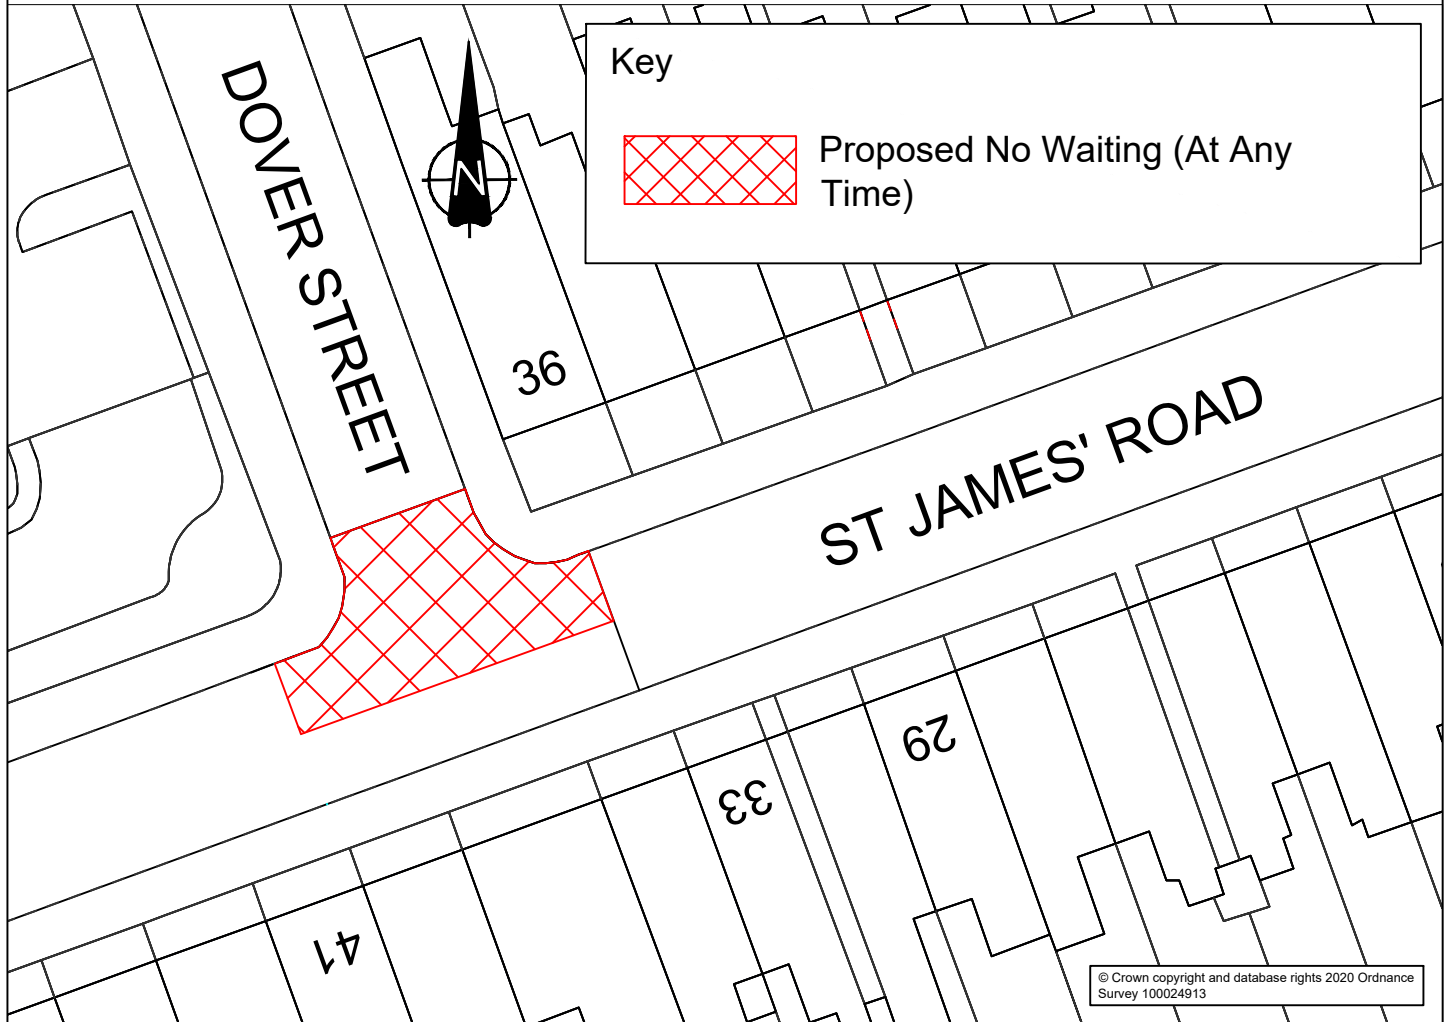 Key
Proposed No Waiting (At Any
Time)
N
DOVER STREET
36
ST JAMES' ROAD
29
33
41
© Crown copyright and database rights 2020 Ordnance
Survey 100024913